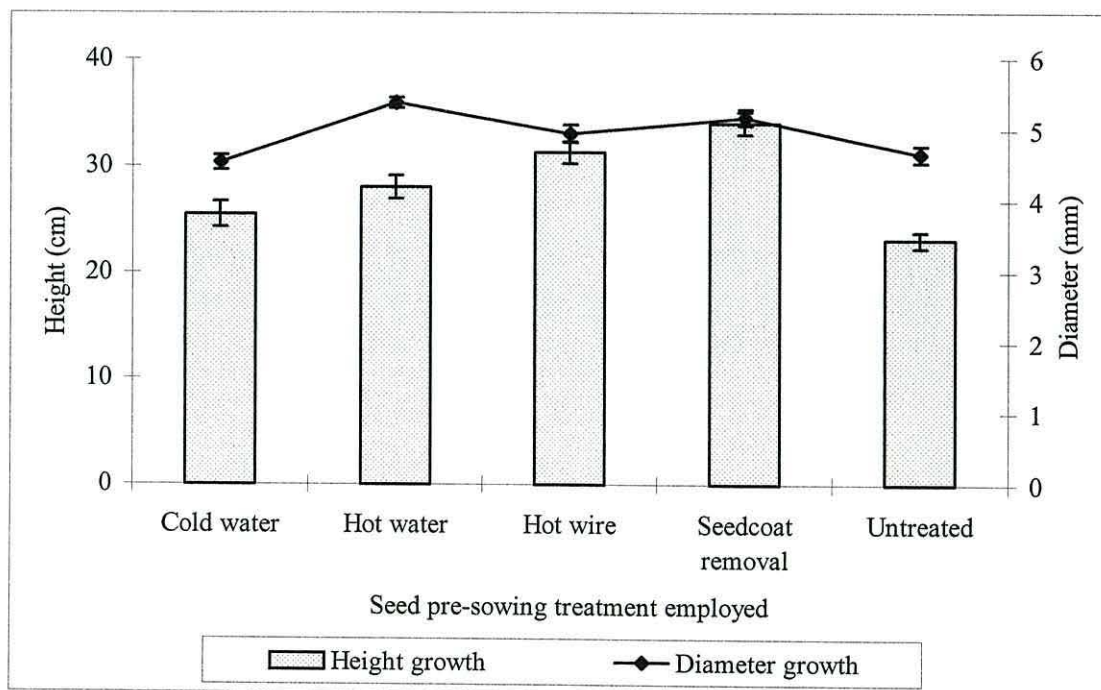 40
30
20
10
0
Height (cm)
6
5
4
3
2
1
0
Diameter (mm)
Cold water
Hot water
Hot wire
Seedcoat
removal
Untreated
Seed pre-sowing treatment employed
Height growth
Diameter growth